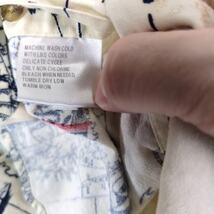 MACHINE WASH COLD
WITH LIKE COLORS
DELICATE CYCLE
ONLY NON CHLORINE
BLEACH WHEN NEEDED
TUMBLE DRY LOW
WARM IRON